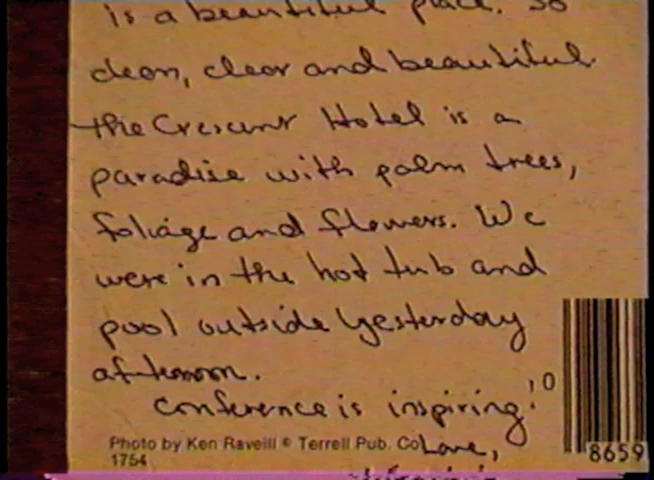 is a beautiful place. So
clean, clear and beautiful.
The Crescent Hotel is a
paradise with palm trees,
foliage and flowers. We
were in the hot tub and
pool outside yesterday
afternoon.
Conference is inspiring!
Photo by Ken Raveill © Terrell Pub. Co
Love,
1754
8659